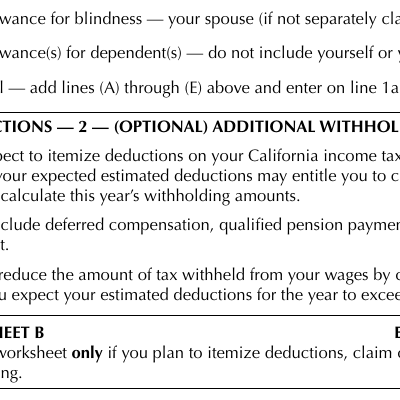 wance for blindness — your spouse (if not separately cla
wance(s) for dependent(s) — do not include yourself or
l — add lines (A) through (E) above and enter on line 1a
CTIONS — 2 — (OPTIONAL) ADDITIONAL WITHHOL
pect to itemize deductions on your California income tax
your expected estimated deductions may entitle you to c
calculate this year’s withholding amounts.
clude deferred compensation, qualified pension paymen
t.
reduce the amount of tax withheld from your wages by
u expect your estimated deductions for the year to excee
HEET B
worksheet only if you plan to itemize deductions, claim
ng.